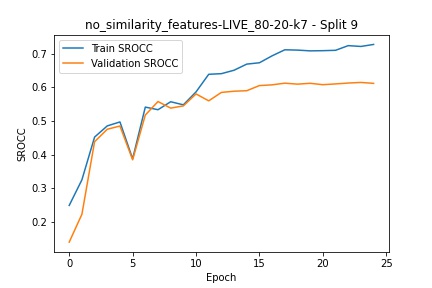 no_similarity_features-LIVE_80-20-k7 - Split 9
Train SROCC
Validation SROCC
SROCC
0.7
0.6
0.5
0.4
0.3
0.2
0 5 10 15 20 25
Epoch